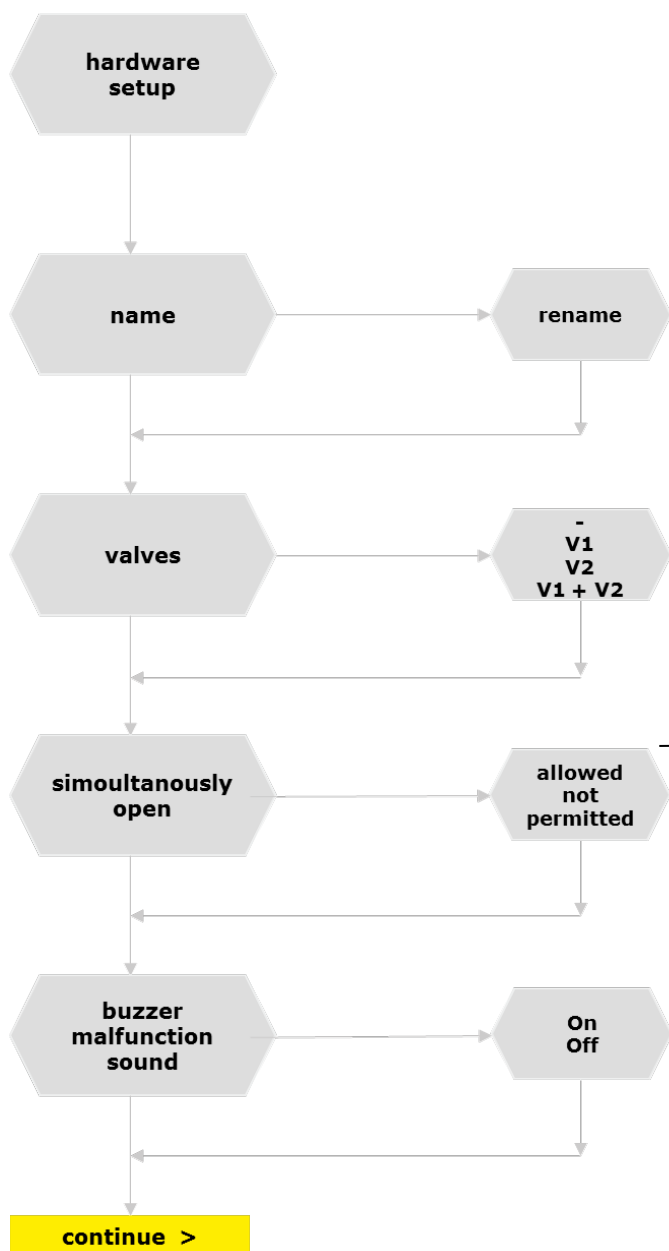 hardware
setup
name
rename
valves
-
V1
V2
V1 + V2
simoultanously
open
allowed
not
permitted
buzzer
malfunction
sound
On
Off
continue >